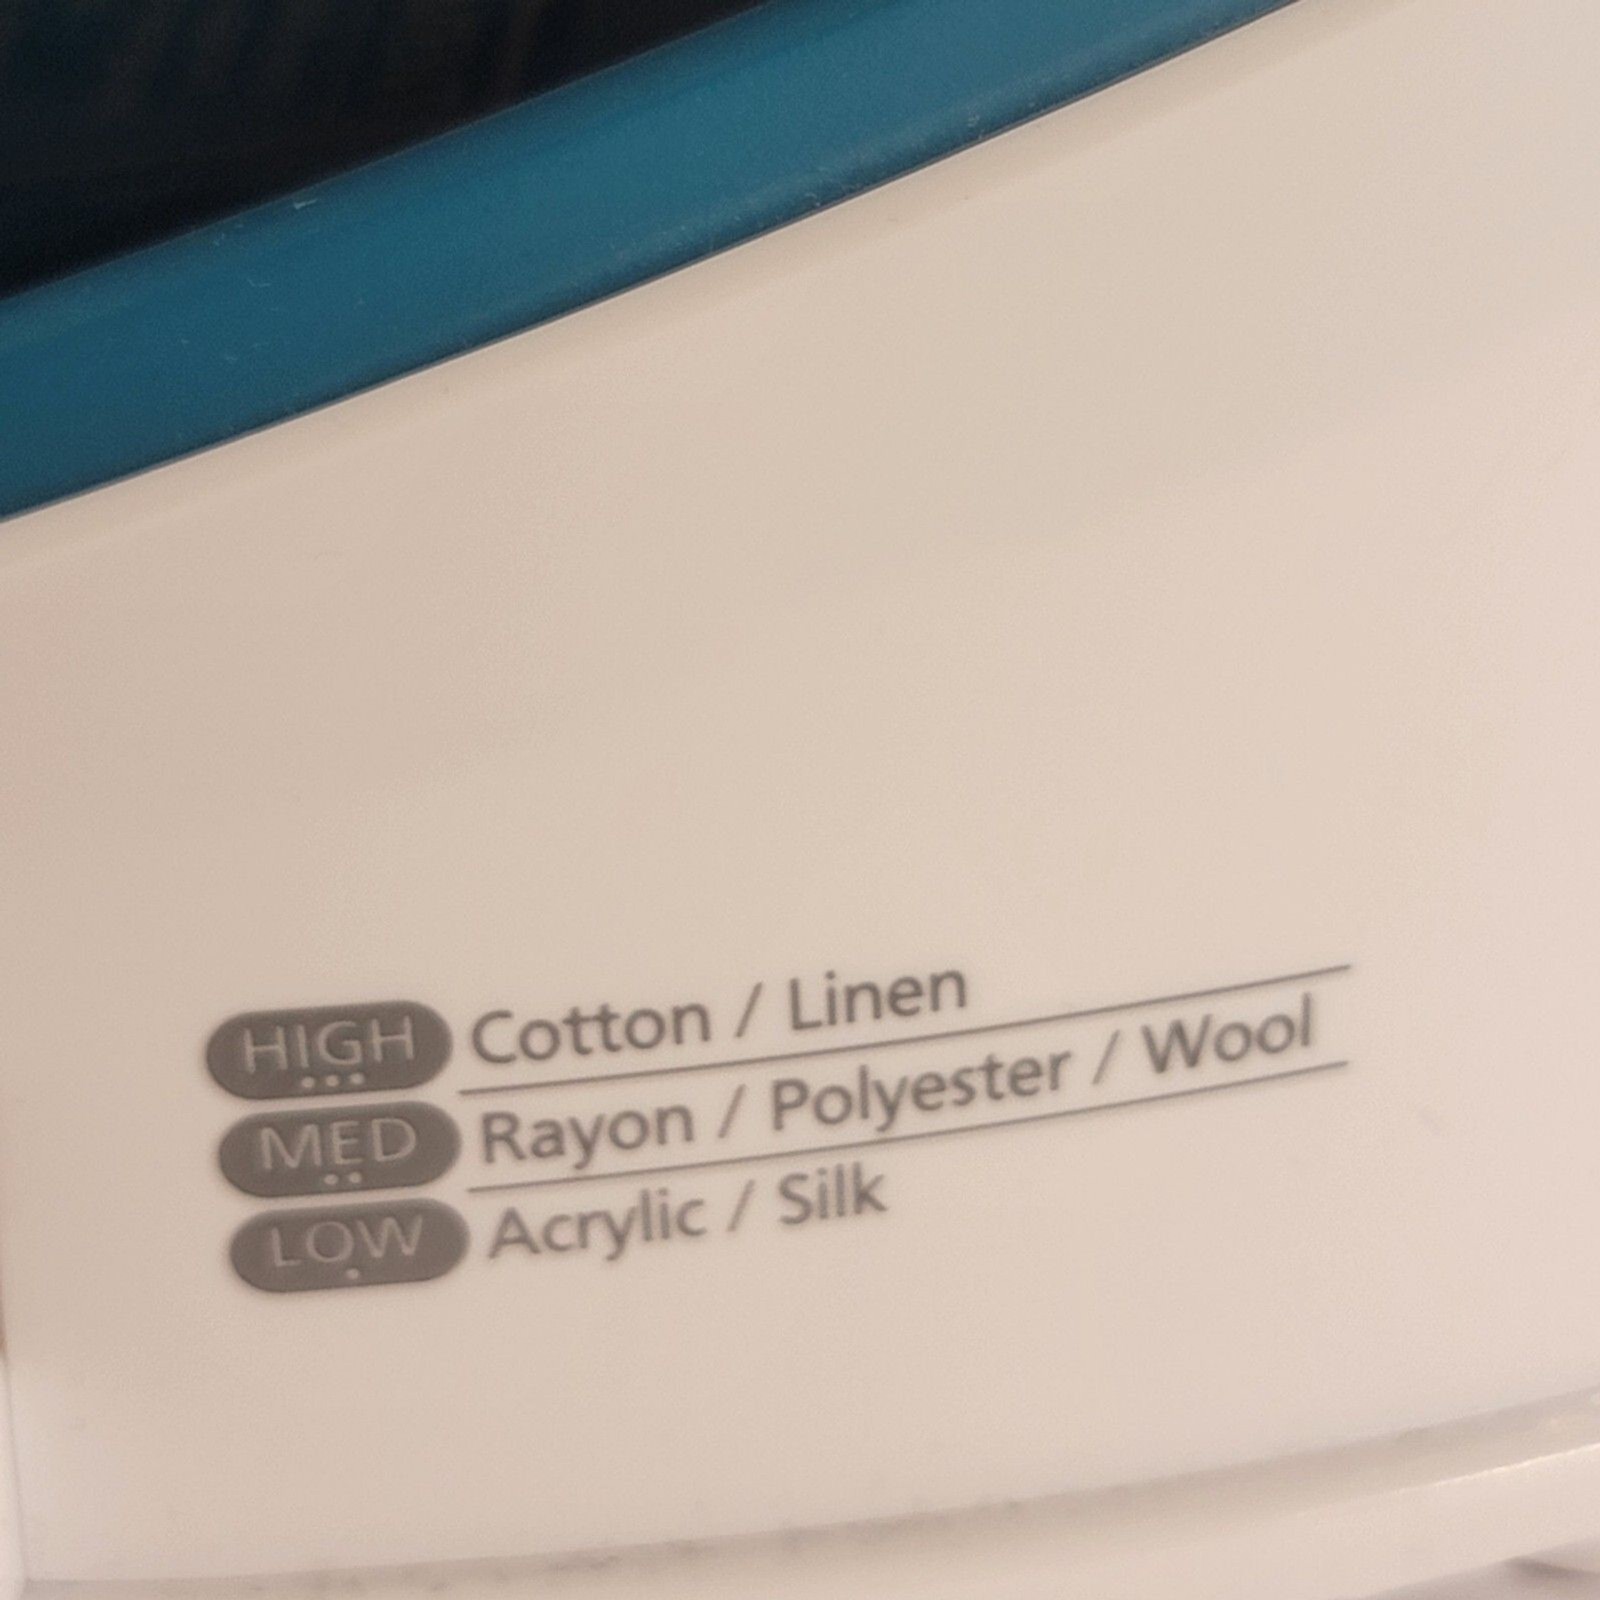 HIGH Cotton / Linen
MED Rayon / Polyester / Wool
LOW Acrylic / Silk